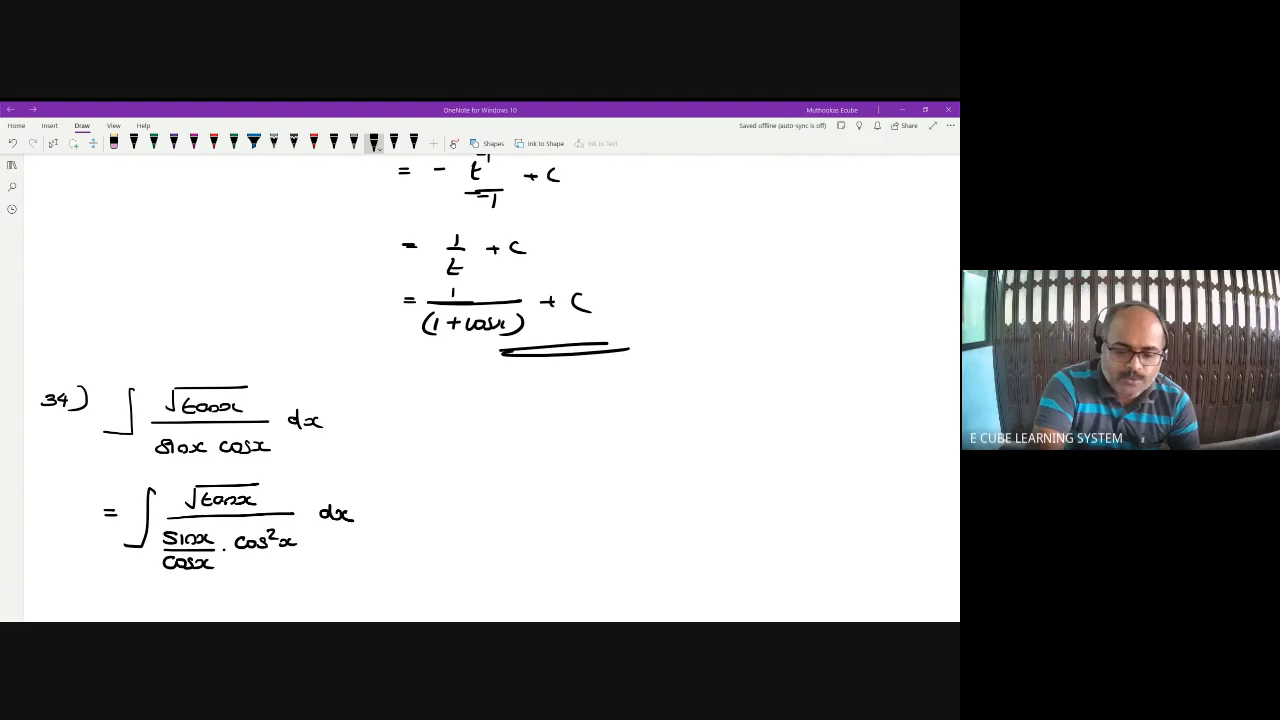 OneNote for Windows 10
Muthookas Ecube
Home Insert Draw View Help
Saved offline (auto-sync is off)
Share
Shapes
Ink to Shape
Ink to Text
= - t^-1/-1 + C
= 1/t + C
= 1/(1 + cosx) + C
34) ∫ √tanx / sinx cosx dx
= ∫ √tanx / (sinx/cosx · cos²x) dx
E CUBE LEARNING SYSTEM